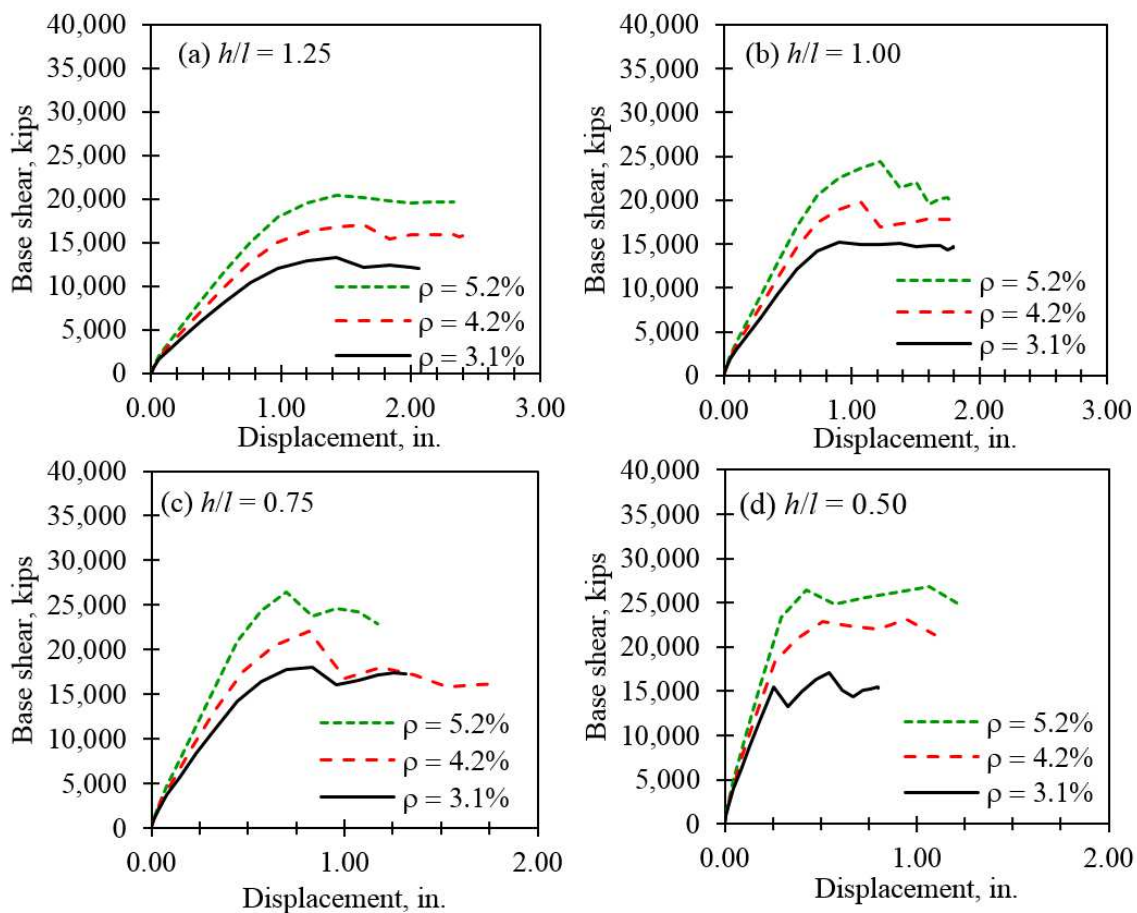 (a) h/l = 1.25
Base shear, kips
40,000
35,000
30,000
25,000
20,000
15,000
10,000
5,000
0
ρ = 5.2%
ρ = 4.2%
ρ = 3.1%
0.00 1.00 2.00 3.00
Displacement, in.
(b) h/l = 1.00
Base shear, kips
40,000
35,000
30,000
25,000
20,000
15,000
10,000
5,000
0
ρ = 5.2%
ρ = 4.2%
ρ = 3.1%
0.00 1.00 2.00 3.00
Displacement, in.
(c) h/l = 0.75
Base shear, kips
40,000
35,000
30,000
25,000
20,000
15,000
10,000
5,000
0
ρ = 5.2%
ρ = 4.2%
ρ = 3.1%
0.00 1.00 2.00
Displacement, in.
(d) h/l = 0.50
Base shear, kips
40,000
35,000
30,000
25,000
20,000
15,000
10,000
5,000
0
ρ = 5.2%
ρ = 4.2%
ρ = 3.1%
0.00 1.00 2.00
Displacement, in.